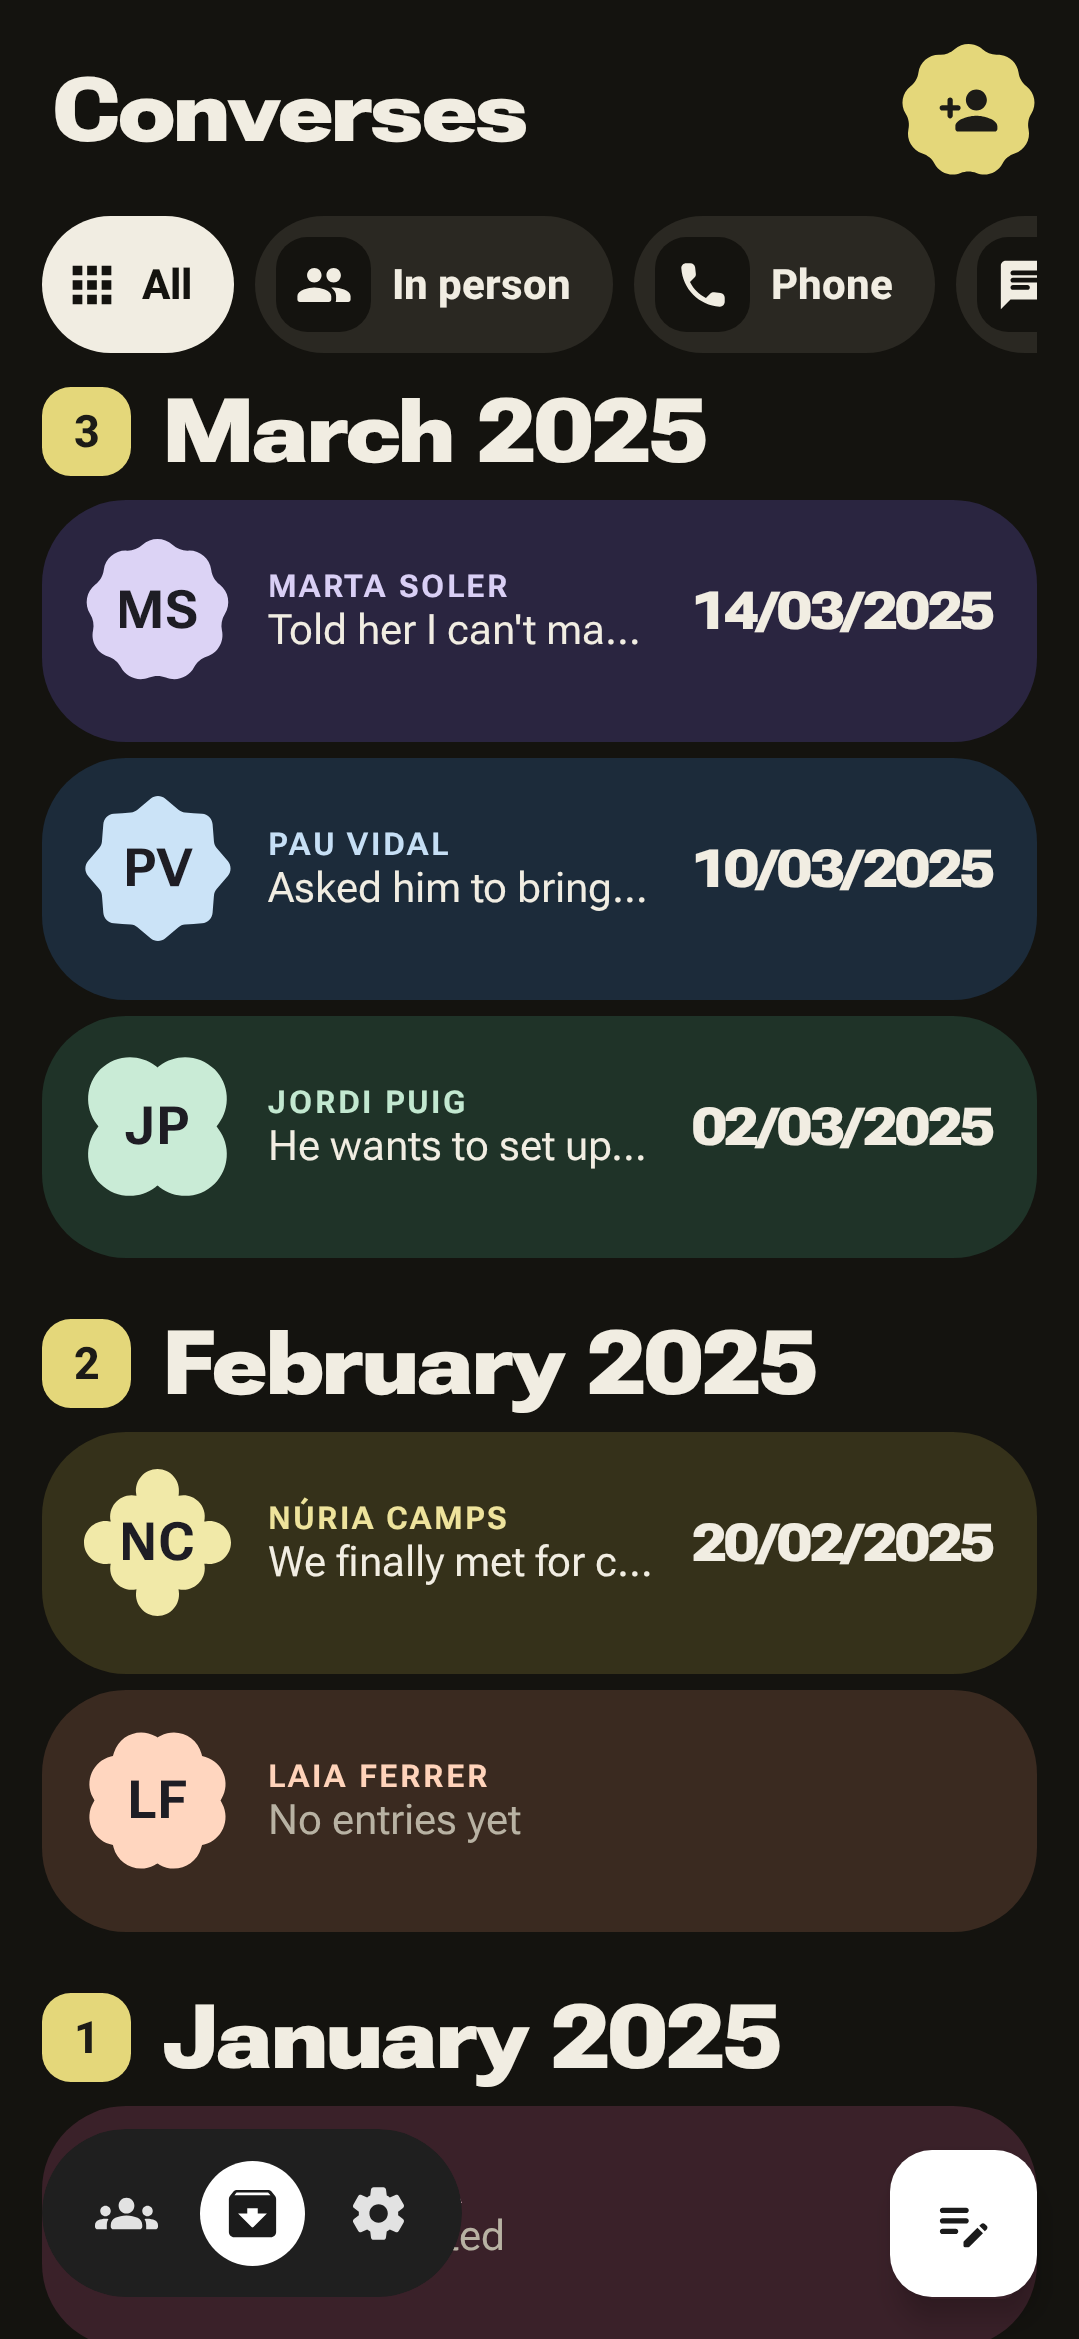 Converses
All
In person
Phone
3
March 2025
MS
MARTA SOLER
Told her I can't ma...
14/03/2025
PV
PAU VIDAL
Asked him to bring...
10/03/2025
JP
JORDI PUIG
He wants to set up...
02/03/2025
2
February 2025
NC
NÚRIA CAMPS
We finally met for c...
20/02/2025
LF
LAIA FERRER
No entries yet
1
January 2025